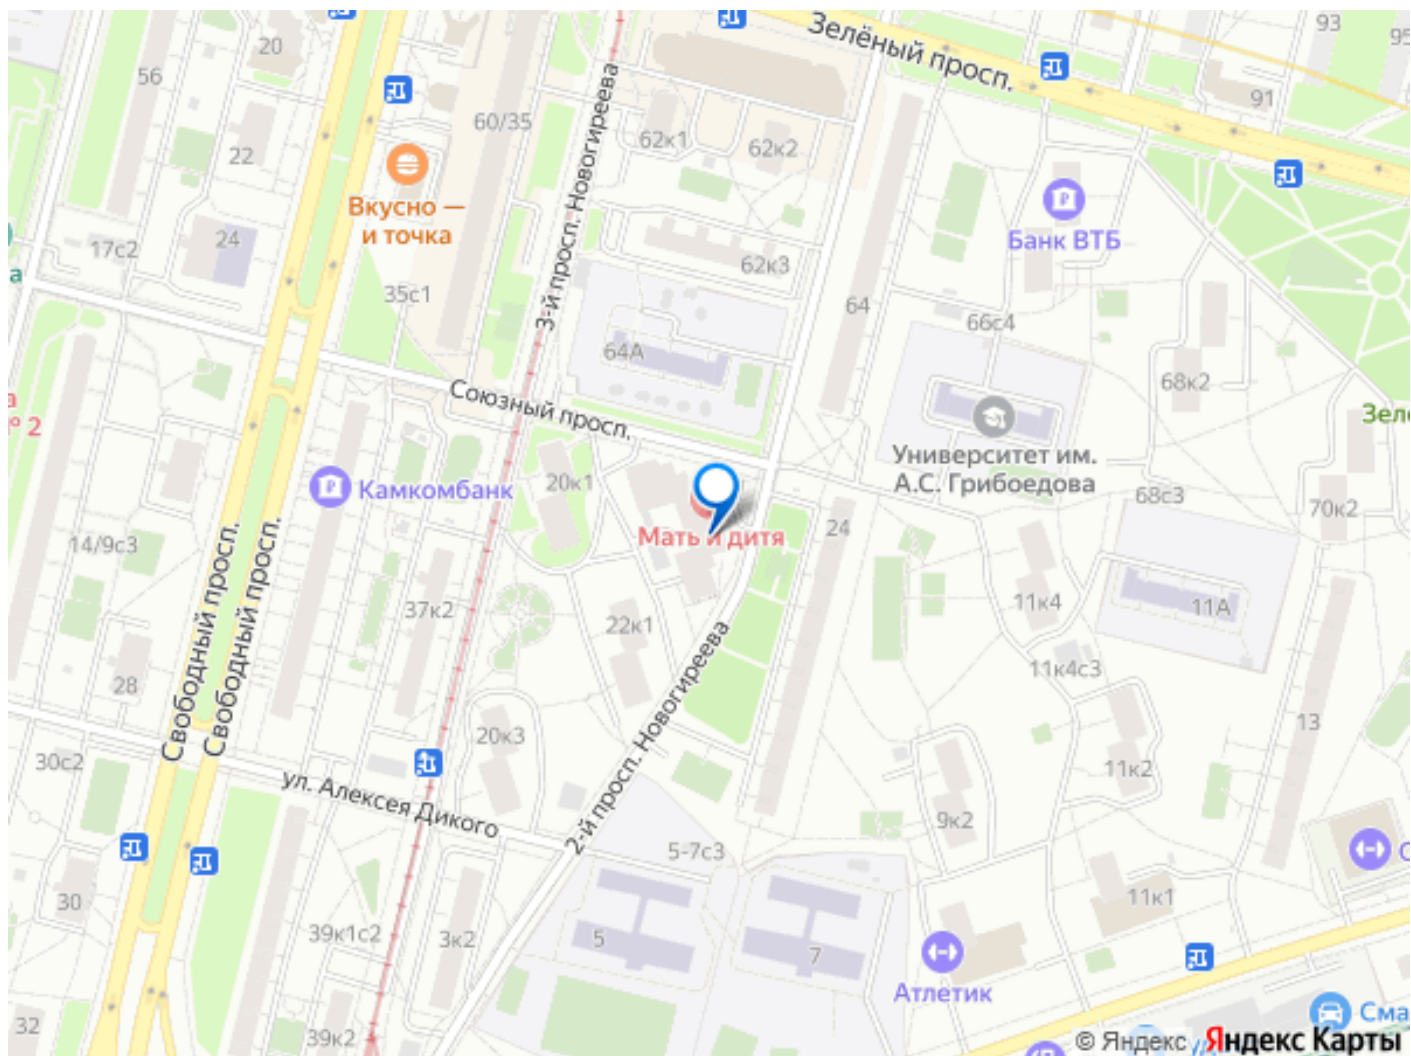 Зелёный просп.
93
95
20
56
91
60/35
62к1
62к2
22
Вкусно —
и точка
Банк ВТБ
3-й просп. Новогиреева
17с2
24
62к3
а
35с1
64
66с4
64А
68к2
а
№ 2
Союзный просп.
Зел
Университет им.
А.С. Грибоедова
20к1
Камкомбанк
68с3
70к2
Мать и дитя
24
14/9с3
Свободный просп.
Свободный просп.
37к2
22к1
11к4
11А
11к4с3
28
2-й просп. Новогиреева
13
20к3
30с2
11к2
ул. Алексея Дикого
9к2
5-7с3
С
30
11к1
39к1с2
3к2
5
7
Атлетик
32
39к2
Сма
© Яндекс Яндекс Карты